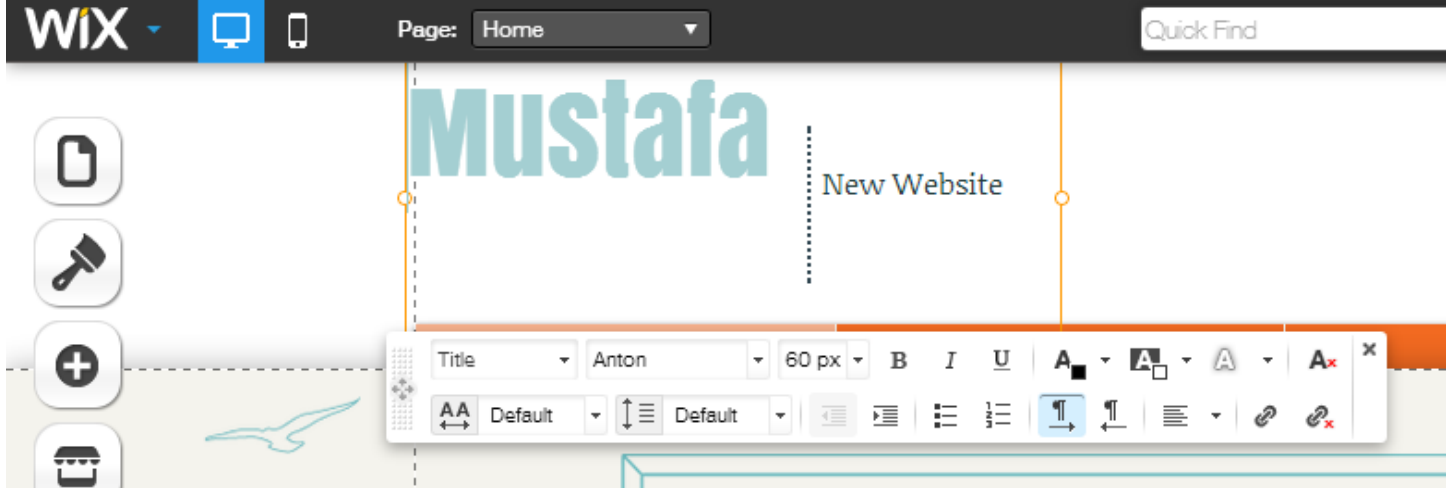 WiX Page: Home Quick Find
Mustafa
New Website
Title Anton 60 px B I U A A A A
AA Default Default